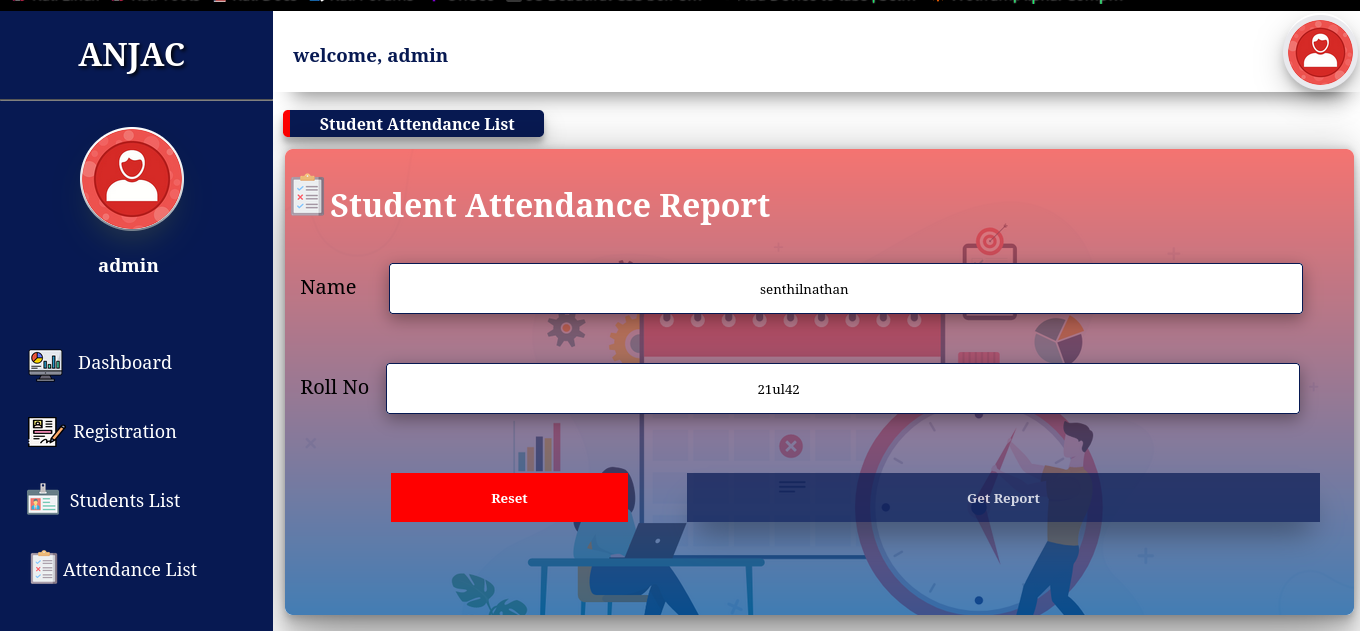 ANJAC
welcome, admin
Student Attendance List
Student Attendance Report
admin
Name
senthilnathan
Roll No
21ul42
Dashboard
Registration
Students List
Attendance List
Reset
Get Report